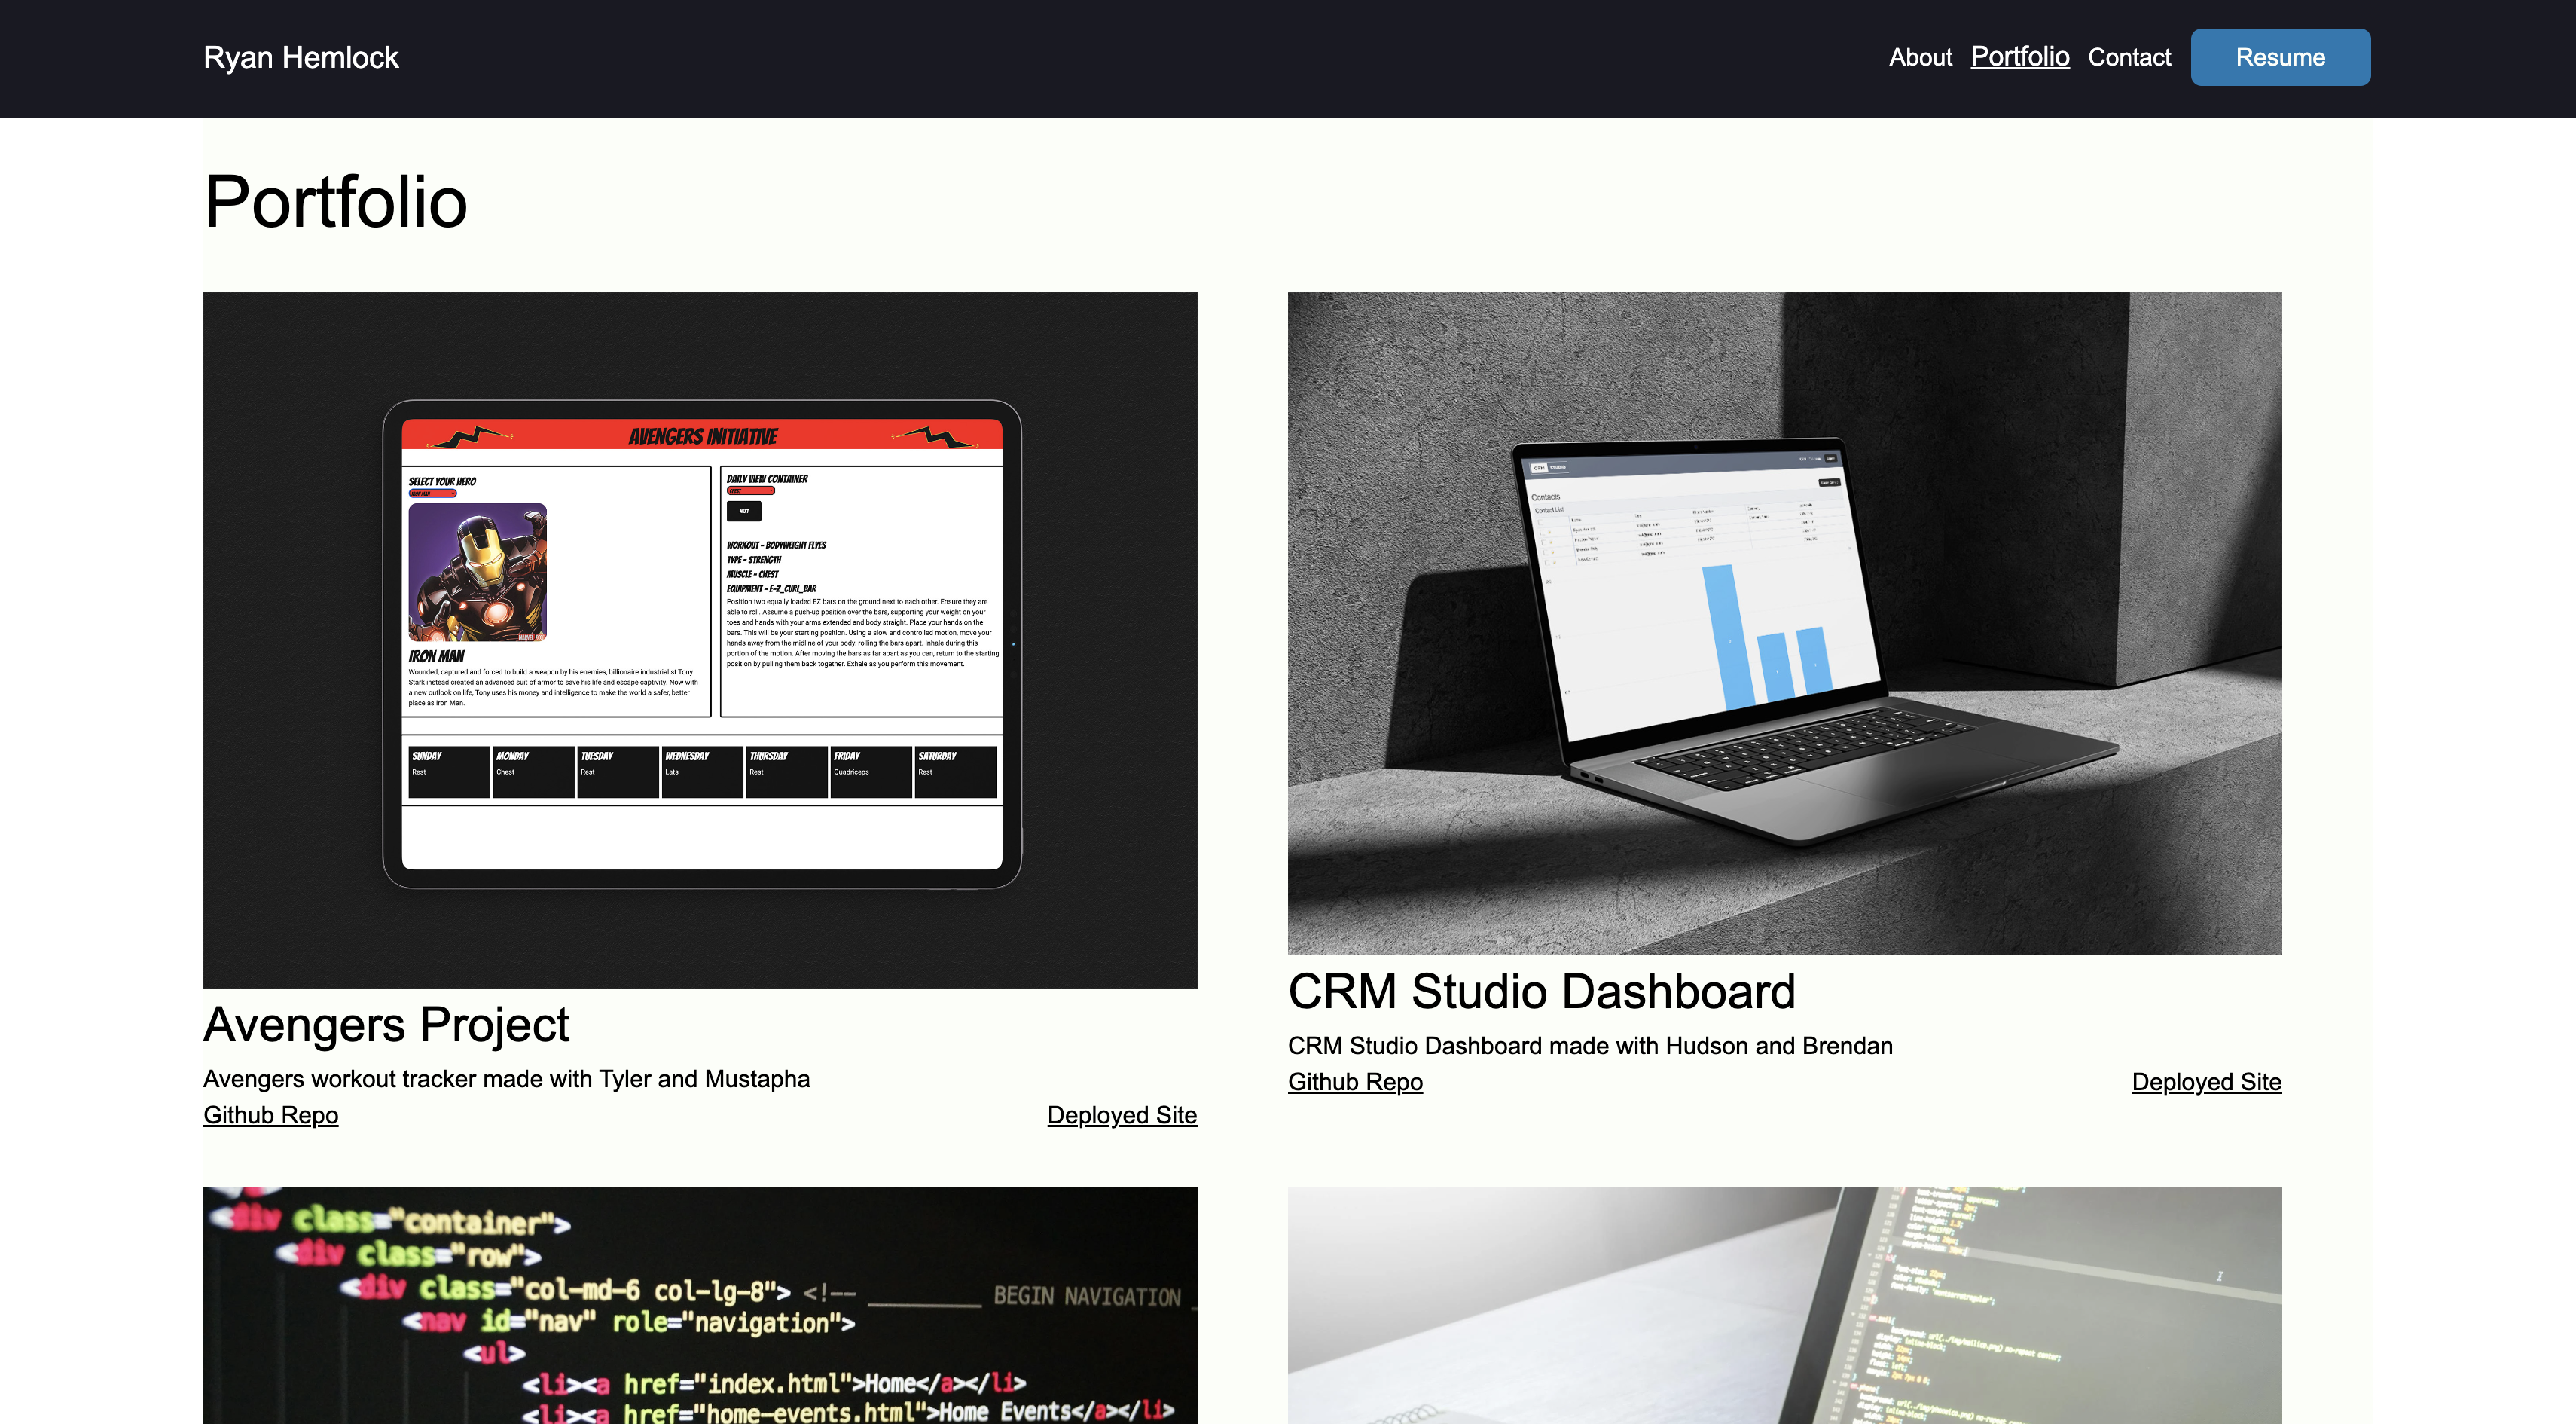 Ryan Hemlock
About Portfolio Contact Resume
Portfolio
AVENGERS INITIATIVE
SELECT YOUR HERO
IRON MAN
IRON MAN
Wounded, captured and forced to build a weapon by his enemies, billionaire industrialist Tony
Stark instead created an advanced suit of armor to save his life and escape captivity. Now with
a new outlook on life, Tony uses his money and intelligence to make the world a safer, better
place as Iron Man.
DAILY VIEW CONTAINER
CHEST
NEXT
WORKOUT - BODYWEIGHT FLYES
TYPE - STRENGTH
MUSCLE - CHEST
EQUIPMENT - E-Z_CURL_BAR
Position two equally loaded EZ bars on the ground next to each other. Ensure they are
able to roll. Assume a push-up position over the bars, supporting your weight on your
toes and hands with your arms extended and body straight. Place your hands on the
bars. This will be your starting position. Using a slow and controlled motion, move your
hands away from the midline of your body, rolling the bars apart. Inhale during this
portion of the motion. After moving the bars as far apart as you can, return to the starting
position by pulling them back together. Exhale as you perform this movement.
SUNDAY MONDAY TUESDAY WEDNESDAY THURSDAY FRIDAY SATURDAY
Rest Chest Rest Lats Rest Quadriceps Rest
Avengers Project
Avengers workout tracker made with Tyler and Mustapha
Github Repo Deployed Site
CRM STUDIO
Contacts
Contact List
CRM Studio Dashboard
CRM Studio Dashboard made with Hudson and Brendan
Github Repo Deployed Site
<div class="container">
<div class="row">
<div class="col-md-6 col-lg-8"> <!-- BEGIN NAVIGATION
<nav id="nav" role="navigation">
<ul>
<li><a href="index.html">Home</a></li>
<li><a href="home-events.html">Home Events</a></li>